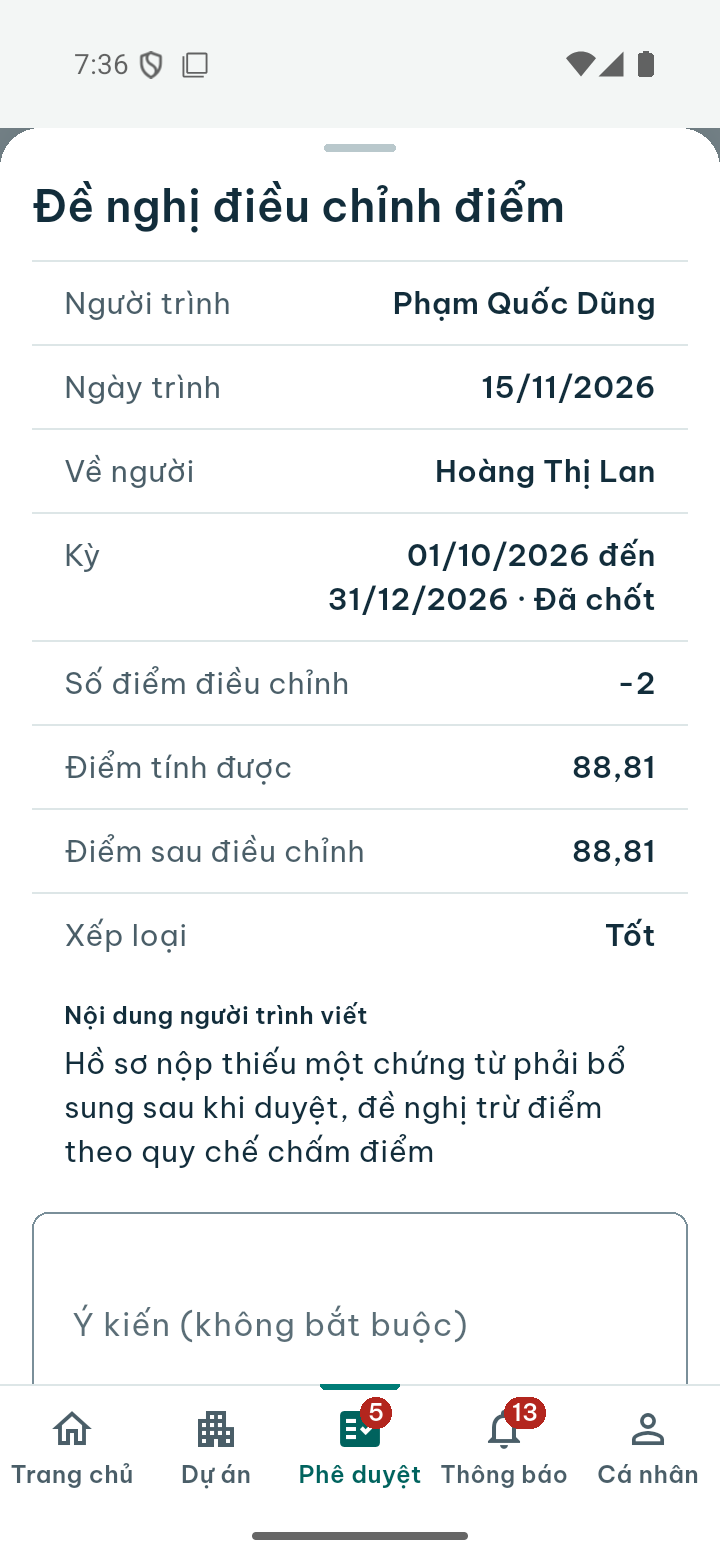 7:36
Đề nghị điều chỉnh điểm
Người trình
Phạm Quốc Dũng
Ngày trình
15/11/2026
Về người
Hoàng Thị Lan
Kỳ
01/10/2026 đến
31/12/2026 · Đã chốt
Số điểm điều chỉnh
-2
Điểm tính được
88,81
Điểm sau điều chỉnh
88,81
Xếp loại
Tốt
Nội dung người trình viết
Hồ sơ nộp thiếu một chứng từ phải bổ
sung sau khi duyệt, đề nghị trừ điểm
theo quy chế chấm điểm
Ý kiến (không bắt buộc)
5
13
Trang chủ
Dự án
Phê duyệt
Thông báo
Cá nhân